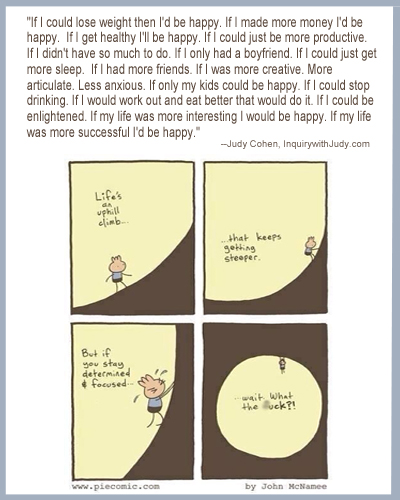 "If I could lose weight then I'd be happy. If I made more money I'd be
happy.  If I get healthy I'll be happy. If I could just be more productive.
If I didn't have so much to do. If I only had a boyfriend. If I could just get
more sleep.  If I had more friends. If I was more creative. More
articulate. Less anxious. If only my kids could be happy. If I could stop
drinking. If I would work out and eat better that would do it. If I could be
enlightened. If my life was more interesting I would be happy. If my life
was more successful I'd be happy."
--Judy Cohen, InquirywithJudy.com
Life's
an
uphill
climb...
...that keeps
getting
steeper.
But if
you stay
determined
& focused...
...wait. What
the uck?!
www.piecomic.com
by John McNamee